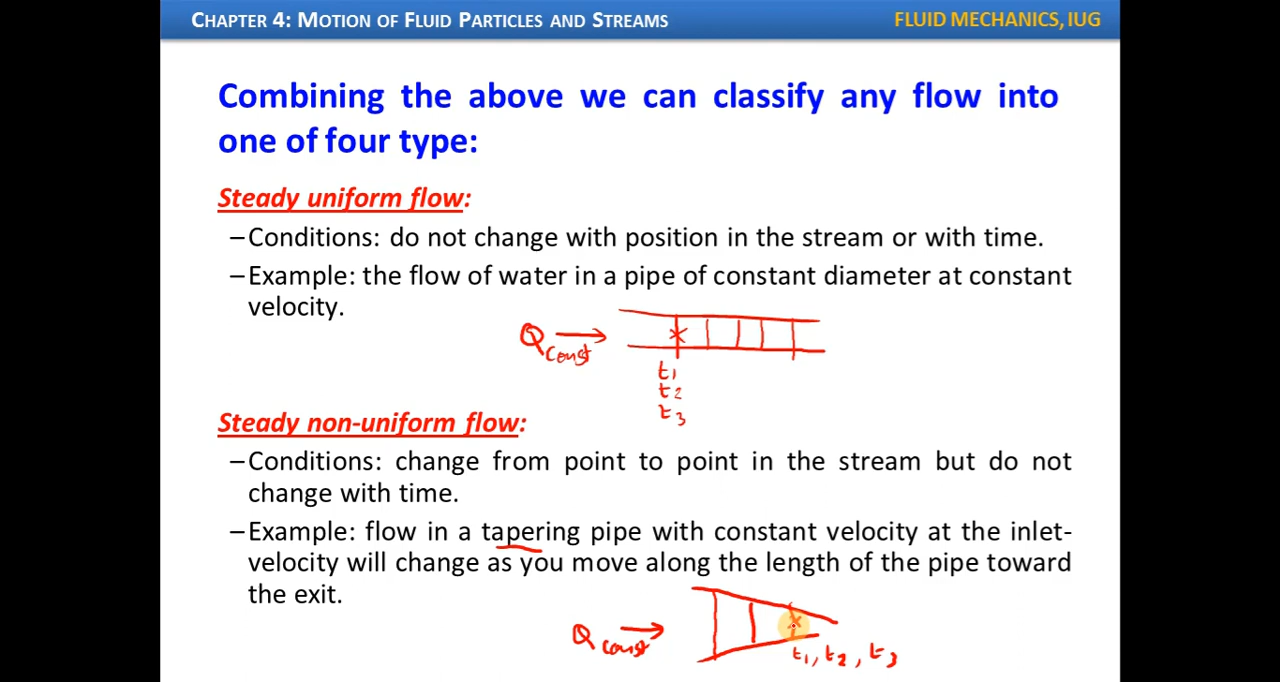 CHAPTER 4: MOTION OF FLUID PARTICLES AND STREAMS
FLUID MECHANICS, IUG
Combining the above we can classify any flow into
one of four type:
Steady uniform flow:
–Conditions: do not change with position in the stream or with time.
–Example: the flow of water in a pipe of constant diameter at constant
velocity.
Q const
t1
t2
t3
Steady non-uniform flow:
–Conditions: change from point to point in the stream but do not
change with time.
–Example: flow in a tapering pipe with constant velocity at the inlet-
velocity will change as you move along the length of the pipe toward
the exit.
Q const
t1, t2, t3